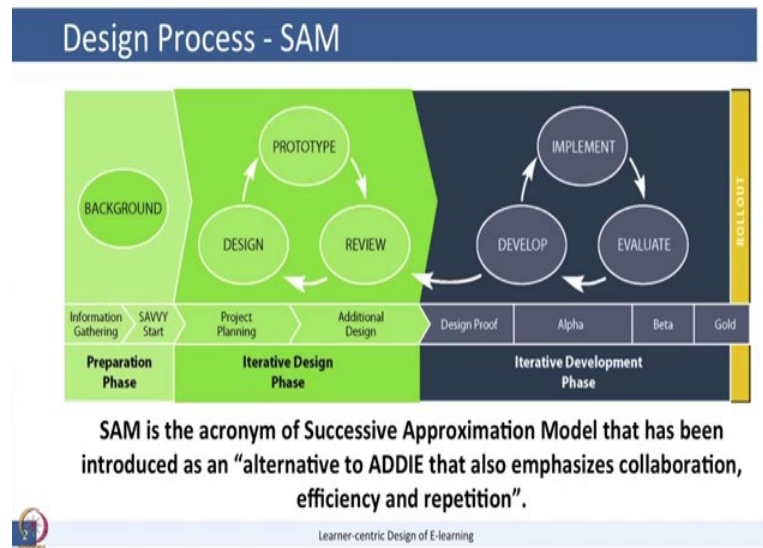 Design Process - SAM
PROTOTYPE
IMPLEMENT
BACKGROUND
DESIGN
REVIEW
DEVELOP
EVALUATE
ROLLOUT
Information
Gathering
SAVVY
Start
Project
Planning
Additional
Design
Design Proof
Alpha
Beta
Gold
Preparation
Phase
Iterative Design
Phase
Iterative Development
Phase
SAM is the acronym of Successive Approximation Model that has been
introduced as an “alternative to ADDIE that also emphasizes collaboration,
efficiency and repetition”.
2
Learner-centric Design of E-learning